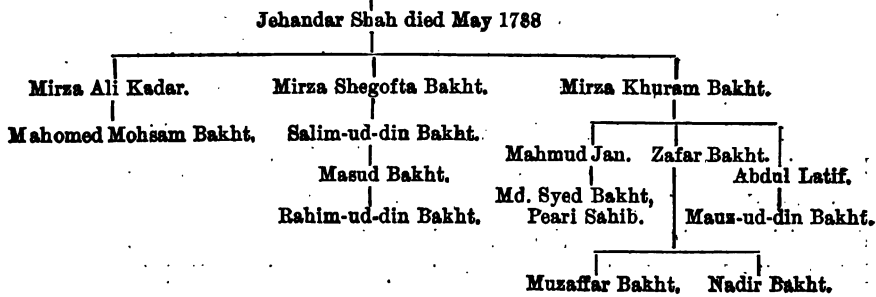 Jehandar Shah died May 1788
Mirza Ali Kadar. Mirza Shegofta Bakht. Mirza Khuram Bakht.
Mahomed Mohsam Bakht. Salim-ud-din Bakht.
Mahmud Jan. Zafar Bakht.
Masud Bakht. Abdul Latif.
Md. Syed Bakht,
Rahim-ud-din Bakht. Peari Sahib. Mauz-ud-din Bakht.
Muzaffar Bakht. Nadir Bakht.